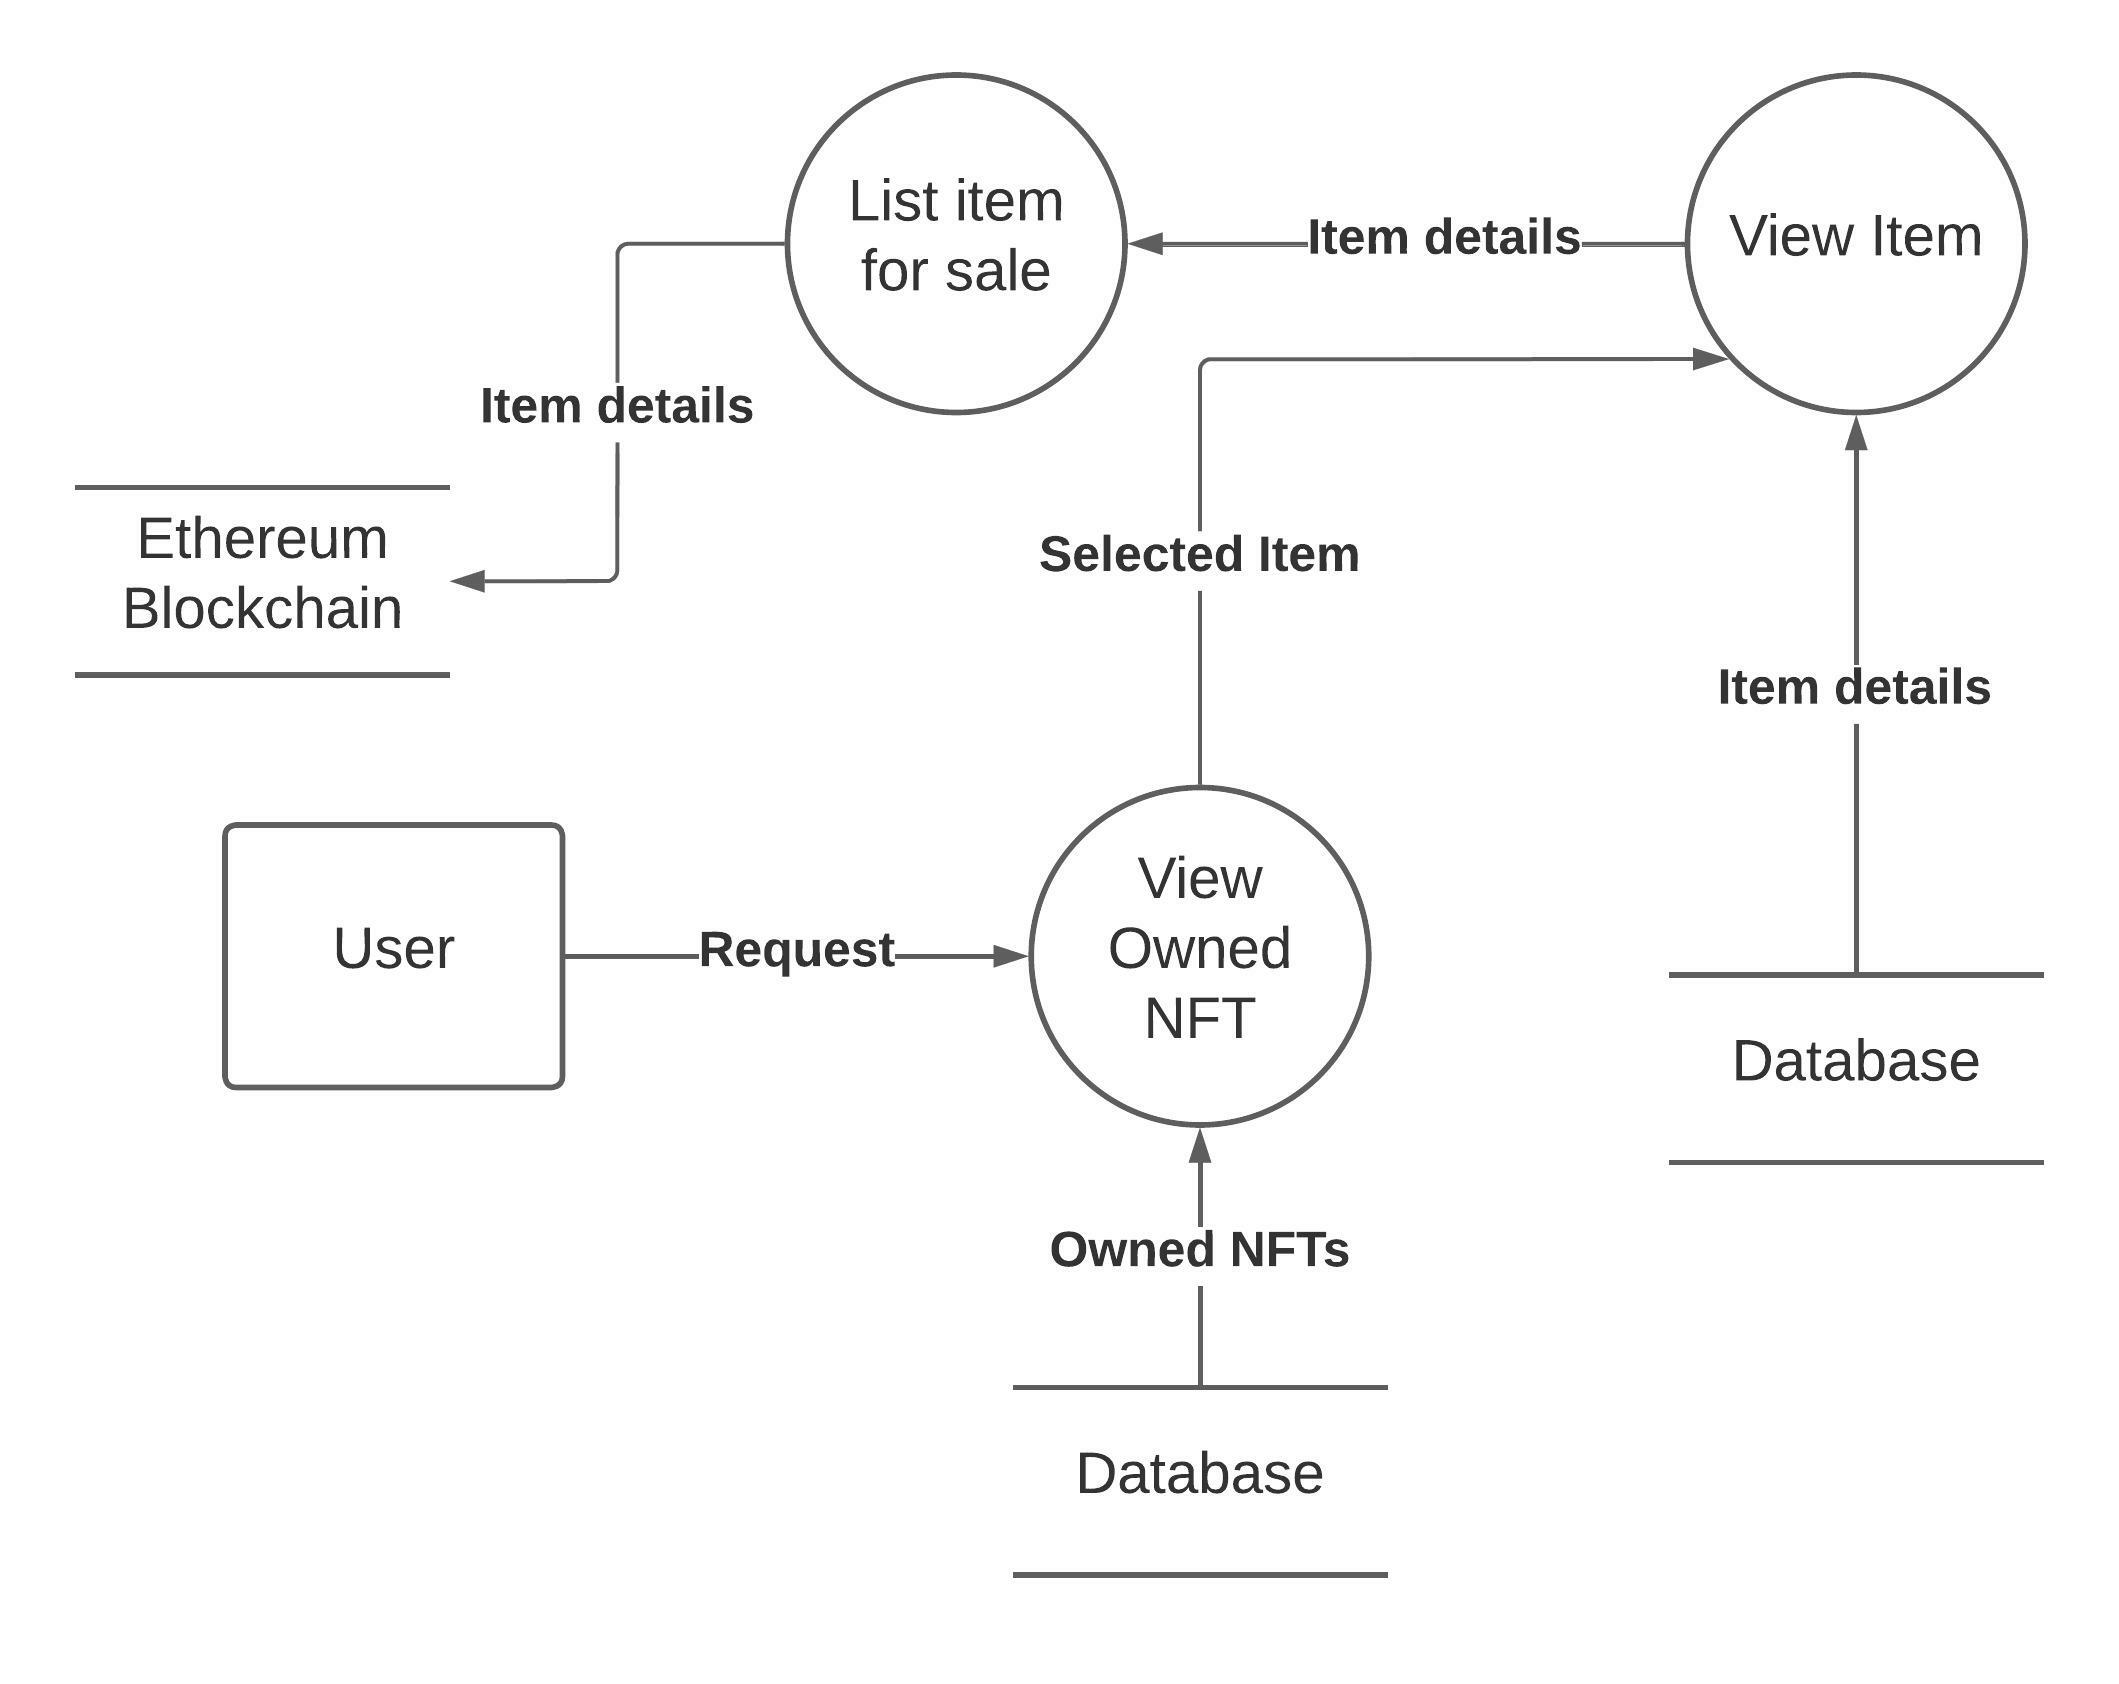 List item
for sale
Item details
View Item
Item details
Ethereum
Blockchain
Selected Item
Item details
User
Request
View
Owned
NFT
Database
Owned NFTs
Database